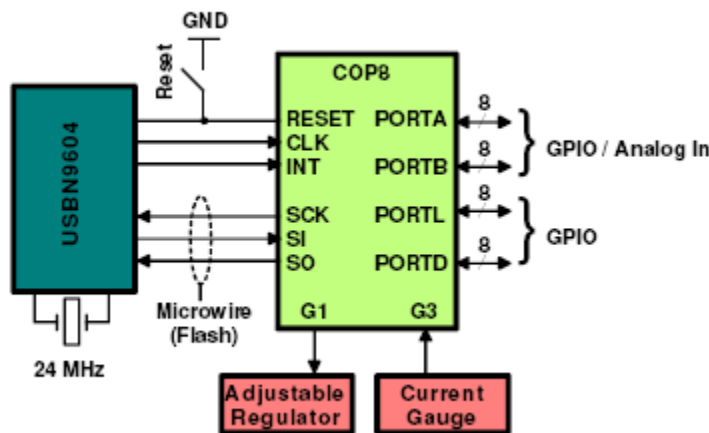 GND
Reset
COP8
USBN9604
RESET
CLK
INT
SCK
SI
SO
PORTA
PORTB
PORTL
PORTD
8
8
8
8
GPIO / Analog In
GPIO
G1
G3
Microwire
(Flash)
24 MHz
Adjustable
Regulator
Current
Gauge